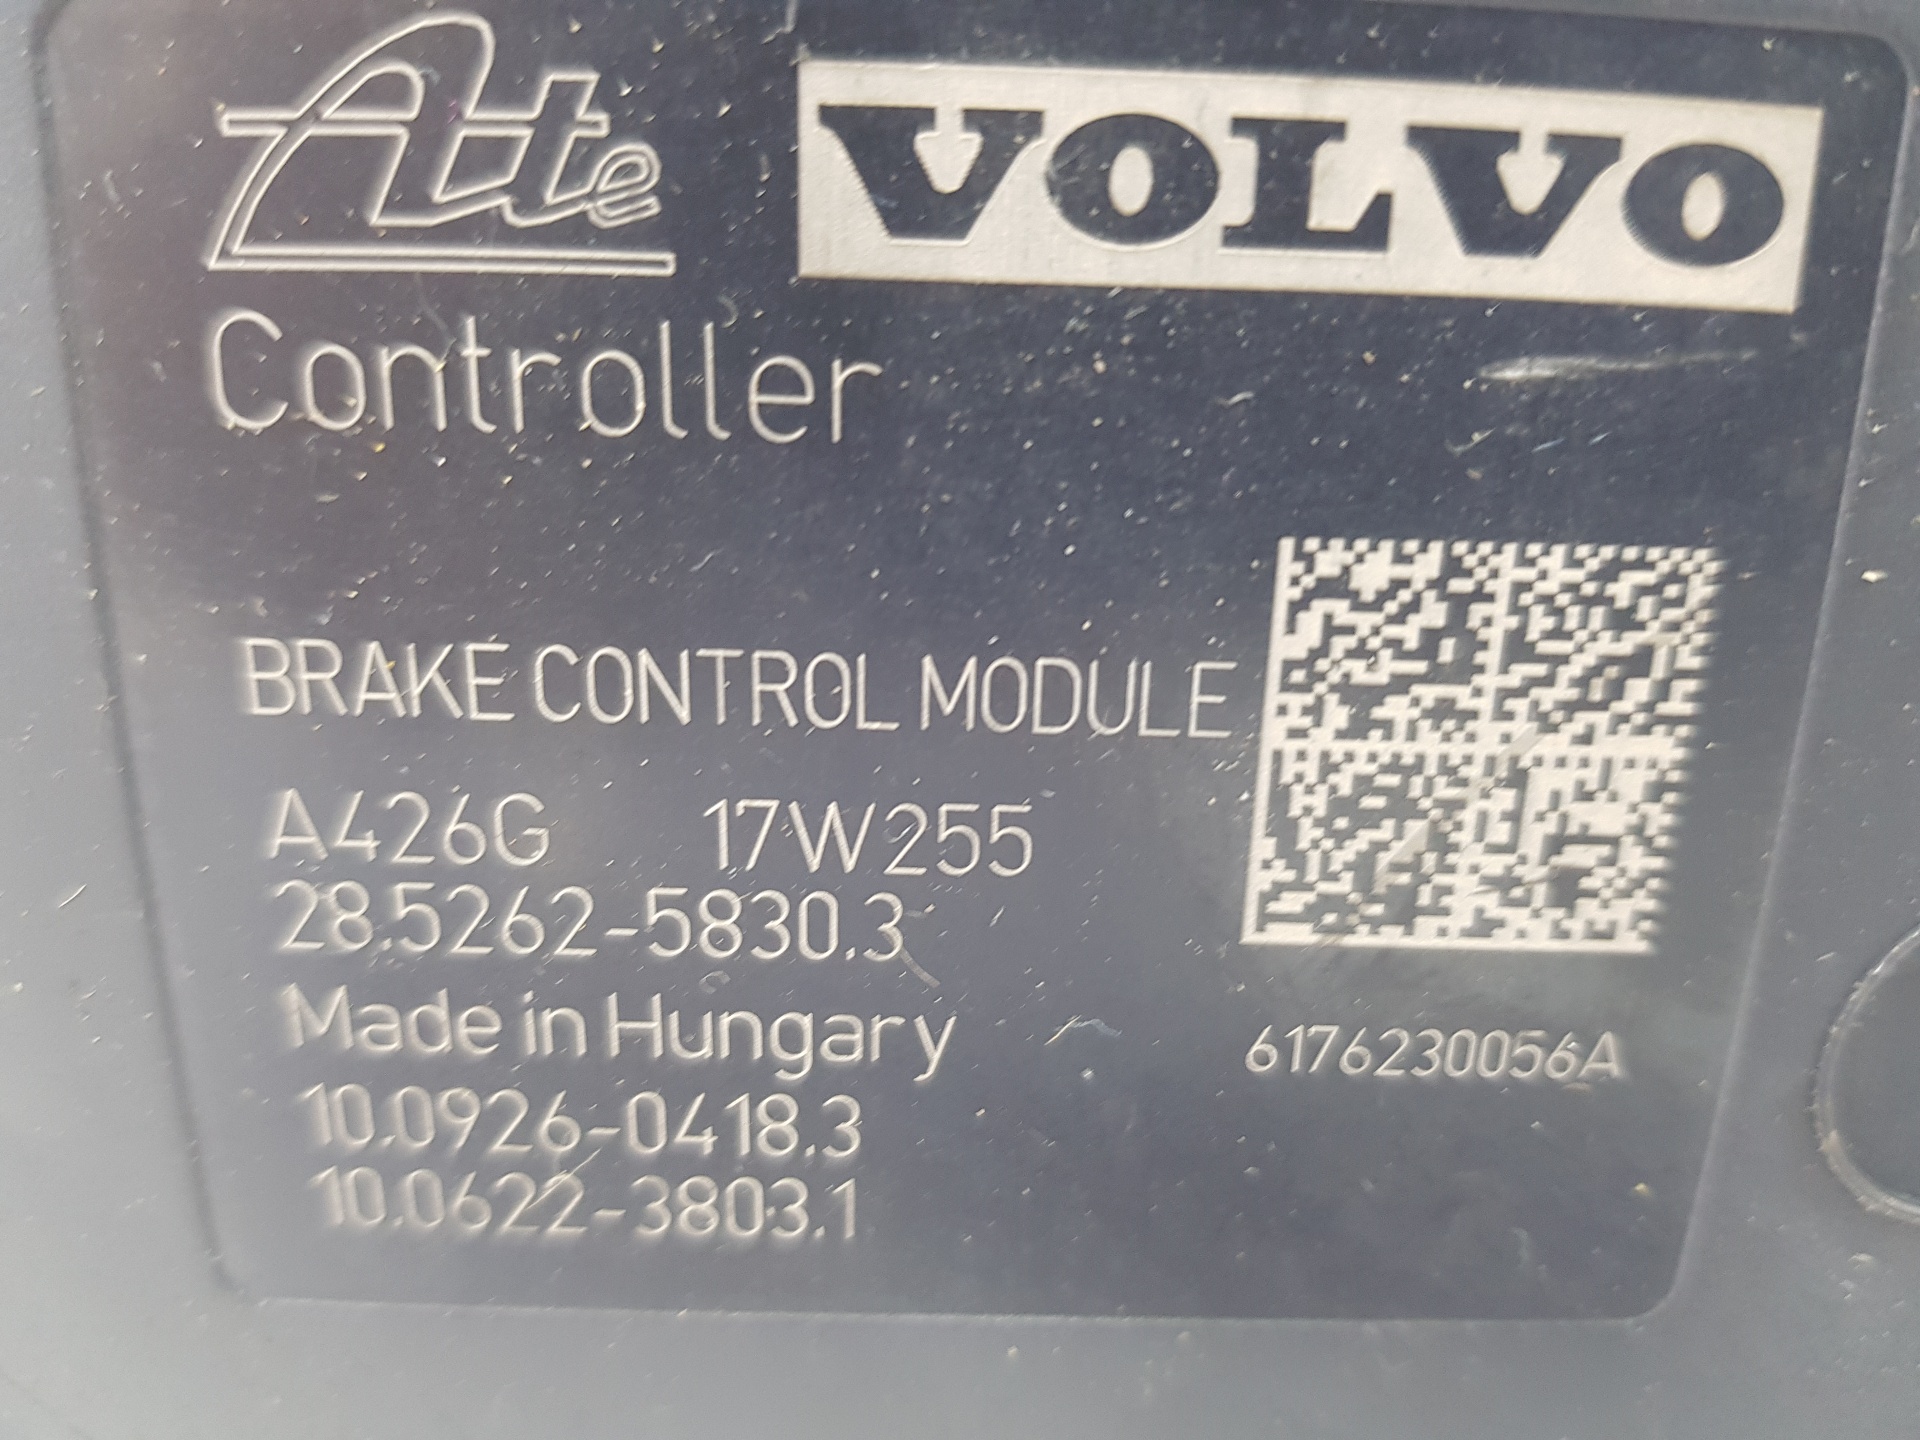 Ate VOLVO
Controller
BRAKE CONTROL MODULE
A426G 17W255
28.5262-5830.3
Made in Hungary
6176230056A
10.0926-0418.3
10.0622-3803.1